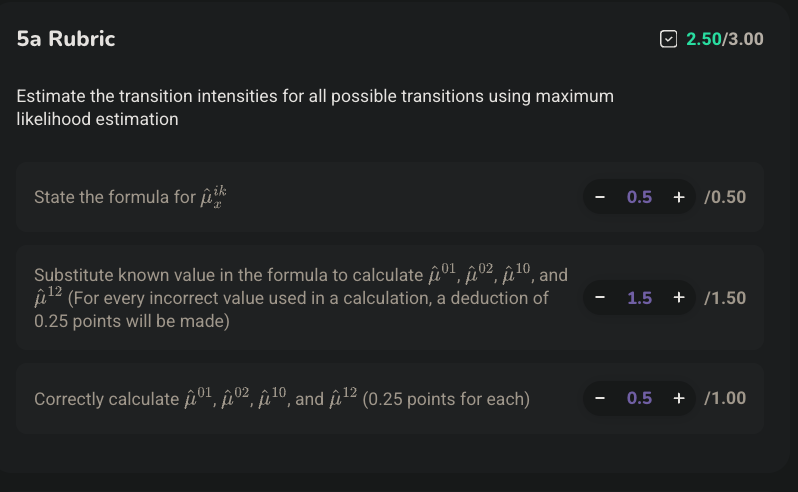 5a Rubric
2.50/3.00
Estimate the transition intensities for all possible transitions using maximum
likelihood estimation
State the formula for $\hat{\mu}_x^{ik}$
− 0.5 + /0.50
Substitute known value in the formula to calculate $\hat{\mu}^{01}$, $\hat{\mu}^{02}$, $\hat{\mu}^{10}$, and
$\hat{\mu}^{12}$ (For every incorrect value used in a calculation, a deduction of
0.25 points will be made)
− 1.5 + /1.50
Correctly calculate $\hat{\mu}^{01}$, $\hat{\mu}^{02}$, $\hat{\mu}^{10}$, and $\hat{\mu}^{12}$ (0.25 points for each)
− 0.5 + /1.00